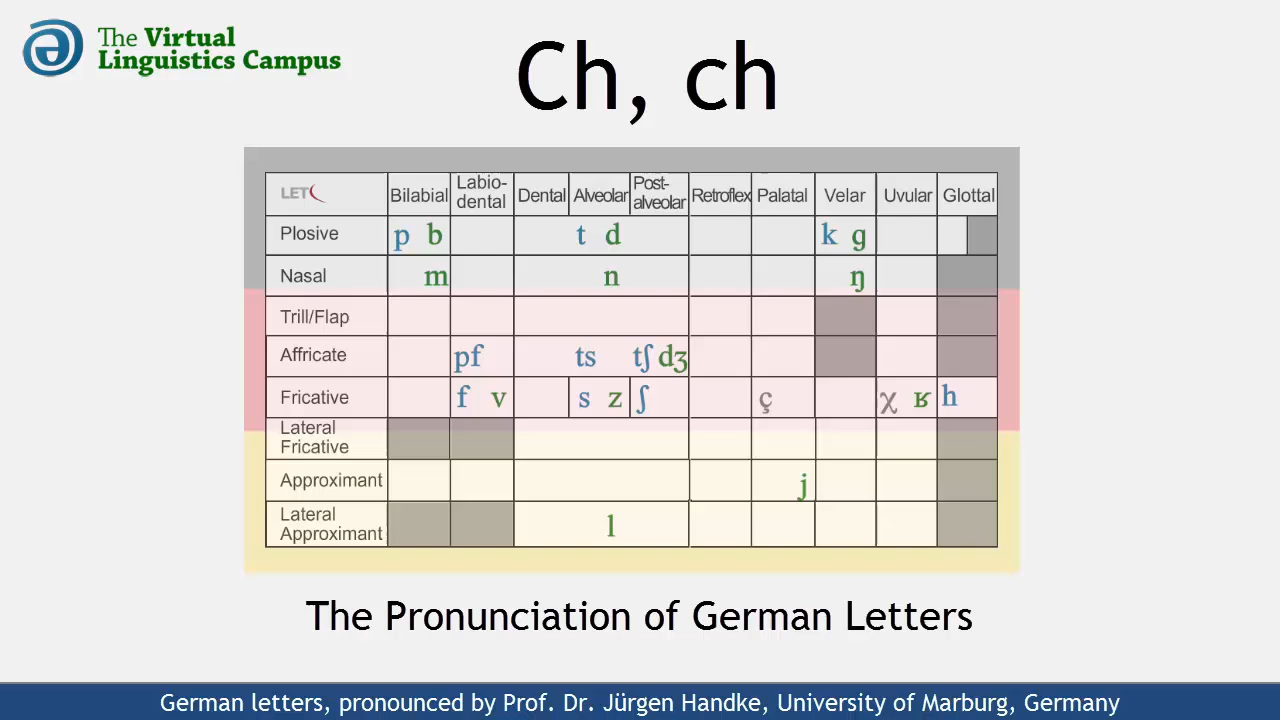 The Virtual
Linguistics Campus
Ch, ch
LET
Bilabial Labio-dental Dental Alveolar Post-alveolar Retroflex Palatal Velar Uvular Glottal
Plosive p b t d k ɡ
Nasal m n ŋ
Trill/Flap
Affricate pf ts tʃ dʒ
Fricative f v s z ʃ ç χ ʁ h
Lateral
Fricative
Approximant j
Lateral
Approximant l
The Pronunciation of German Letters
German letters, pronounced by Prof. Dr. Jürgen Handke, University of Marburg, Germany